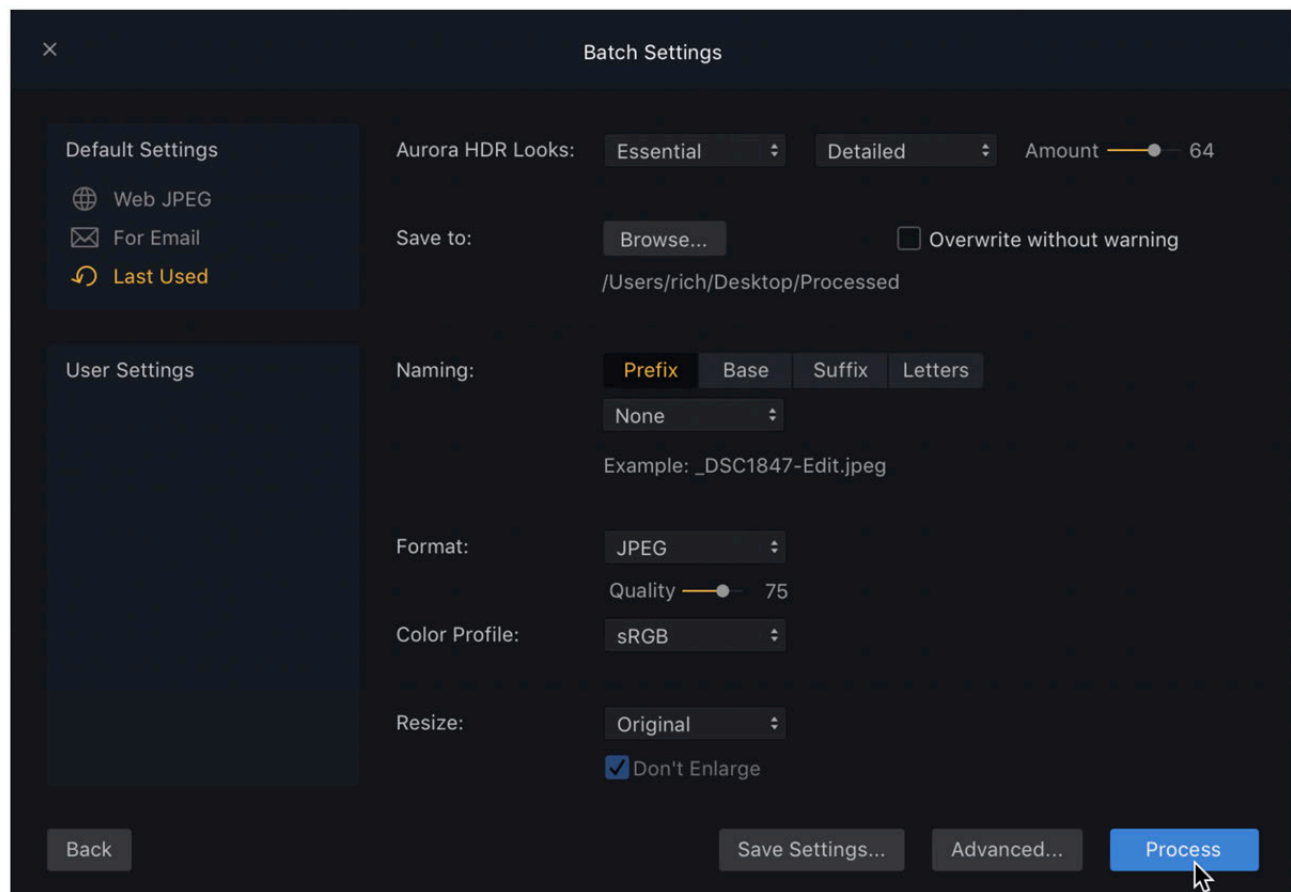 Batch Settings
Default Settings
Web JPEG
For Email
Last Used
User Settings
Aurora HDR Looks: Essential Detailed Amount 64
Save to: Browse... Overwrite without warning
/Users/rich/Desktop/Processed
Naming: Prefix Base Suffix Letters
None
Example: _DSC1847-Edit.jpeg
Format: JPEG
Quality 75
Color Profile: sRGB
Resize: Original
Don't Enlarge
Back Save Settings... Advanced... Process